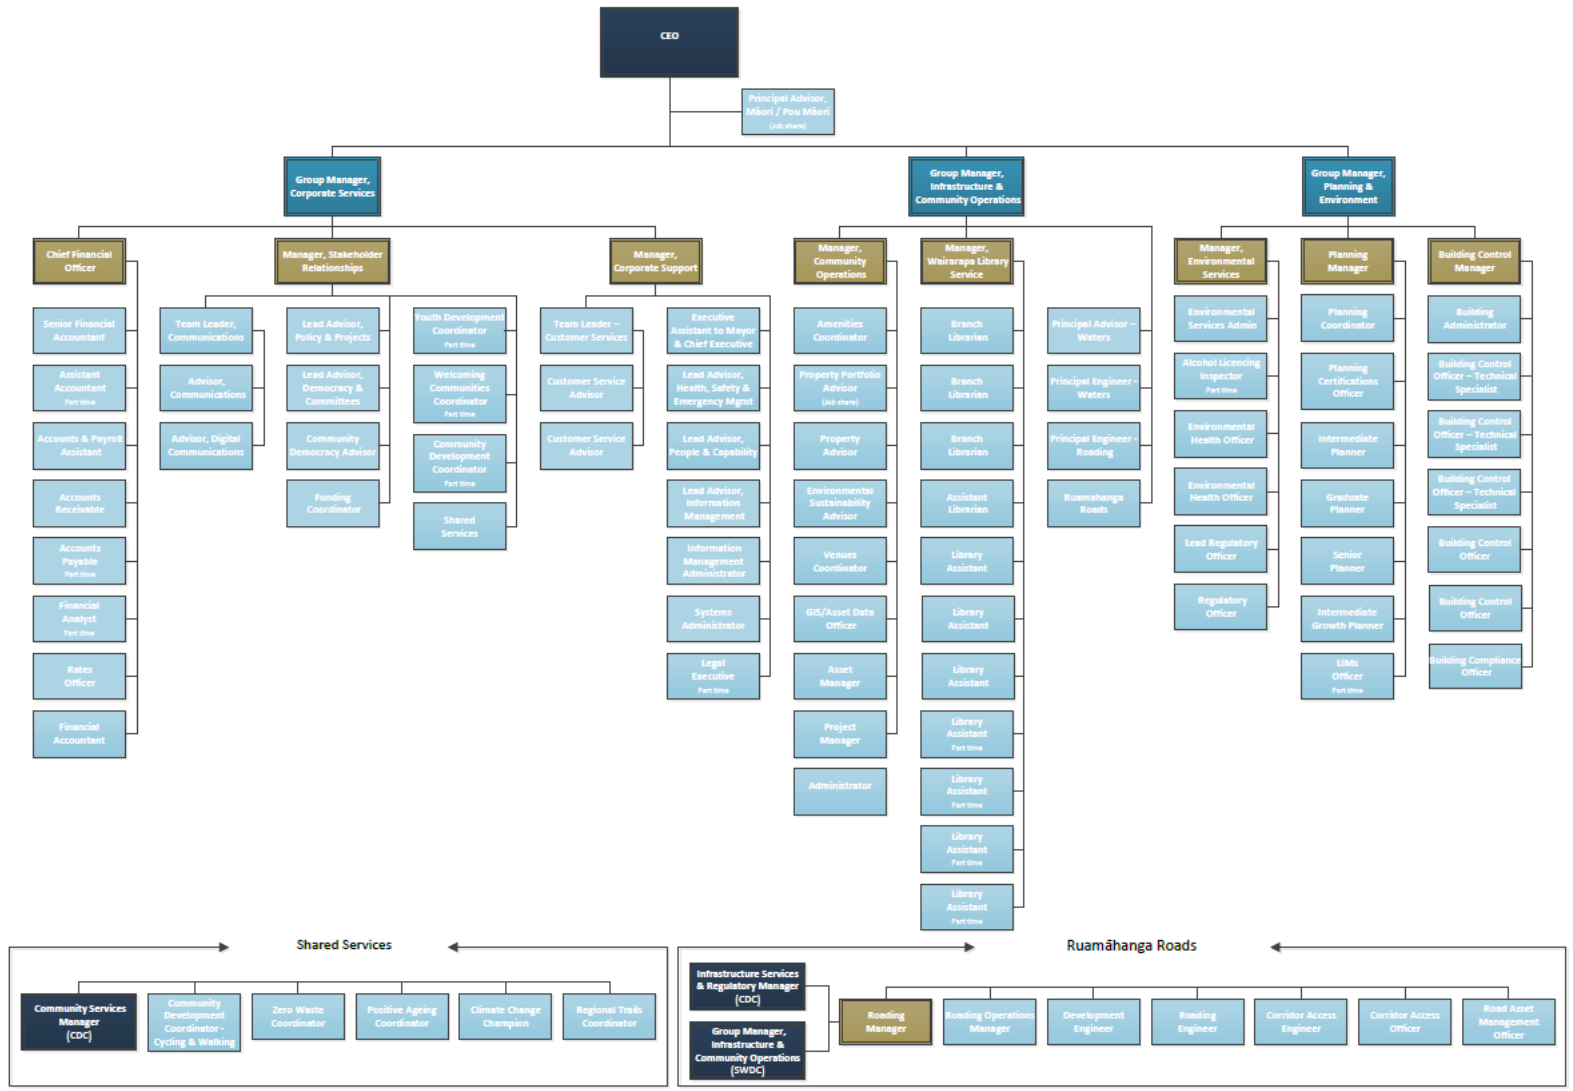 CEO
Principal Advisor,
Māori / Pou Māori
(Job share)
Group Manager,
Corporate Services
Group Manager,
Infrastructure &
Community Operations
Group Manager,
Planning &
Environment
Chief Financial
Officer
Manager, Stakeholder
Relationships
Manager,
Corporate Support
Manager,
Community
Operations
Manager,
Wairarapa Library
Service
Manager,
Environmental
Services
Planning
Manager
Building Control
Manager
Senior Financial
Accountant
Assistant
Accountant
Part time
Accounts & Payroll
Assistant
Accounts
Receivable
Accounts
Payable
Part time
Financial
Analyst
Part time
Rates
Officer
Financial
Accountant
Team Leader,
Communications
Advisor,
Communications
Advisor, Digital
Communications
Lead Advisor,
Policy & Projects
Lead Advisor,
Democracy &
Committees
Community
Democracy Advisor
Funding
Coordinator
Youth Development
Coordinator
Part time
Welcoming
Communities
Coordinator
Part time
Community
Development
Coordinator
Part time
Shared
Services
Team Leader –
Customer Services
Customer Service
Advisor
Customer Service
Advisor
Executive
Assistant to Mayor
& Chief Executive
Lead Advisor,
Health, Safety &
Emergency Mgmt
Lead Advisor,
People & Capability
Lead Advisor,
Information
Management
Information
Management
Administrator
Systems
Administrator
Legal
Executive
Part time
Amenities
Coordinator
Property Portfolio
Advisor
(Job share)
Property
Advisor
Environmental
Sustainability
Advisor
Venues
Coordinator
GIS/Asset Data
Officer
Asset
Manager
Project
Manager
Administrator
Branch
Librarian
Branch
Librarian
Branch
Librarian
Assistant
Librarian
Library
Assistant
Library
Assistant
Library
Assistant
Library
Assistant
Part time
Library
Assistant
Part time
Library
Assistant
Part time
Library
Assistant
Part time
Principal Advisor –
Waters
Principal Engineer -
Waters
Principal Engineer -
Roading
Ruamahanga
Roads
Environmental
Services Admin
Alcohol Licencing
Inspector
Part time
Environmental
Health Officer
Environmental
Health Officer
Lead Regulatory
Officer
Regulatory
Officer
Planning
Coordinator
Planning
Certifications
Officer
Intermediate
Planner
Graduate
Planner
Senior
Planner
Intermediate
Growth Planner
LIMs
Officer
Part time
Building
Administrator
Building Control
Officer – Technical
Specialist
Building Control
Officer – Technical
Specialist
Building Control
Officer – Technical
Specialist
Building Control
Officer
Building Control
Officer
Building Compliance
Officer
Shared Services
Community Services
Manager
(CDC)
Community
Development
Coordinator -
Cycling & Walking
Zero Waste
Coordinator
Positive Ageing
Coordinator
Climate Change
Champion
Regional Trails
Coordinator
Ruamāhanga Roads
Infrastructure Services
& Regulatory Manager
(CDC)
Group Manager,
Infrastructure &
Community Operations
(SWDC)
Roading
Manager
Roading Operations
Manager
Development
Engineer
Roading
Engineer
Corridor Access
Engineer
Corridor Access
Officer
Road Asset
Management
Officer